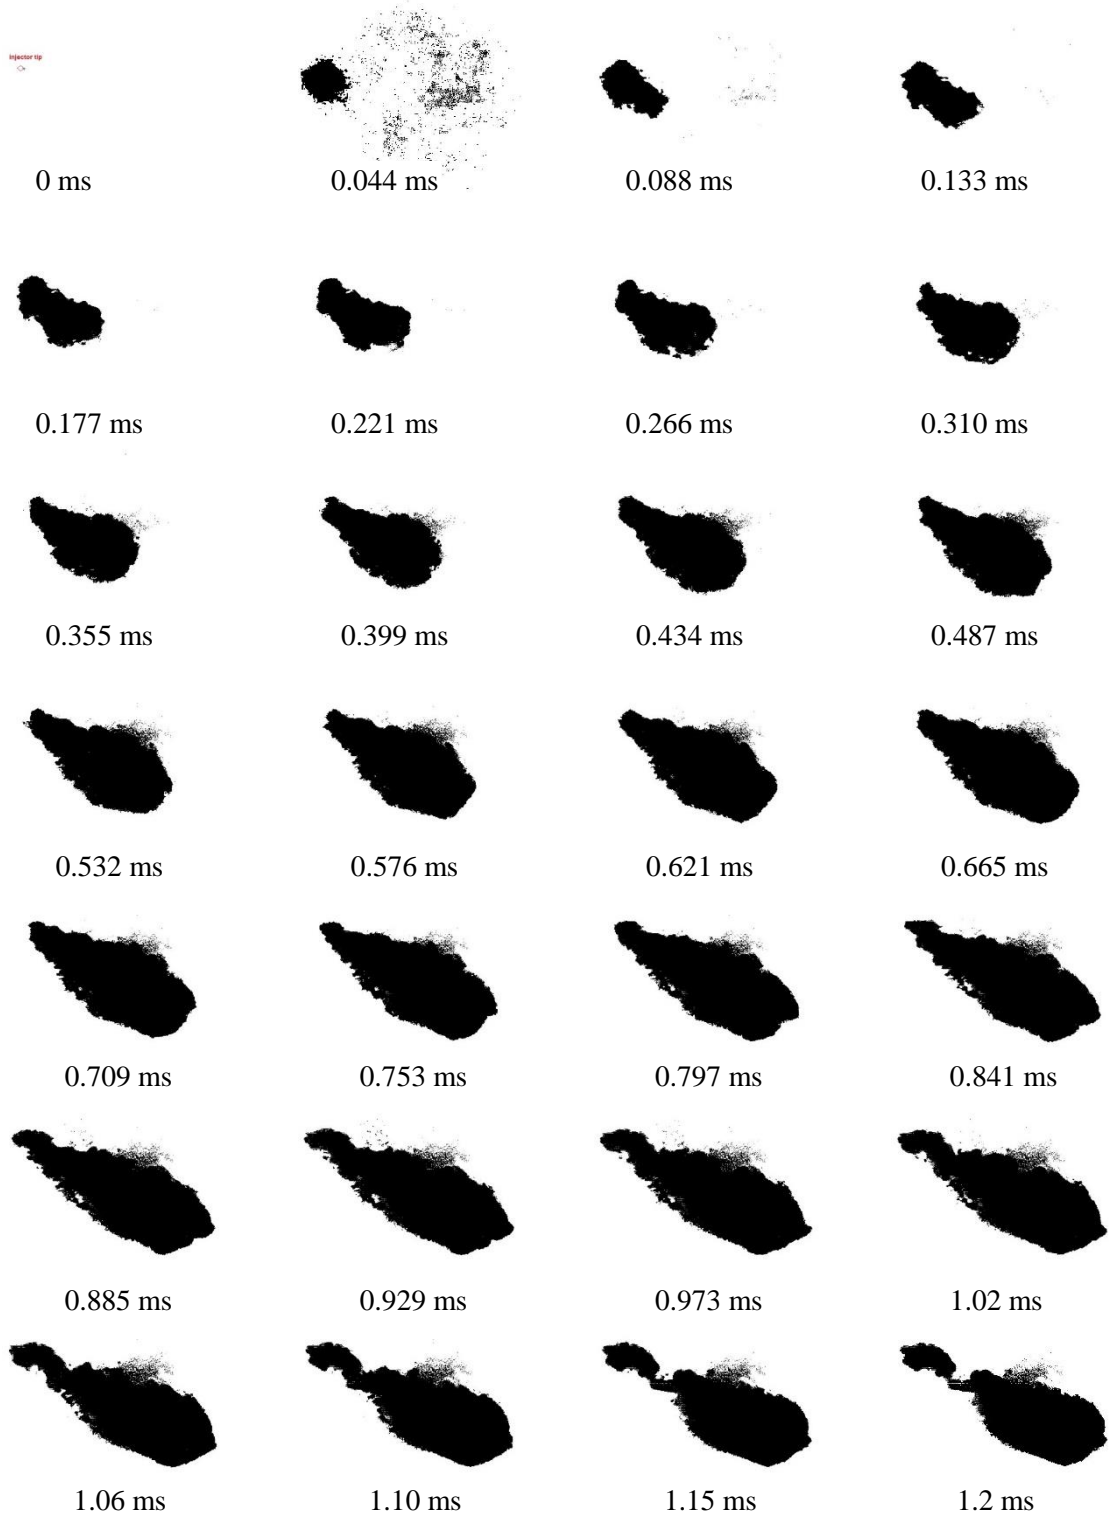 injector tip
0 ms
0.044 ms
0.088 ms
0.133 ms
0.177 ms
0.221 ms
0.266 ms
0.310 ms
0.355 ms
0.399 ms
0.434 ms
0.487 ms
0.532 ms
0.576 ms
0.621 ms
0.665 ms
0.709 ms
0.753 ms
0.797 ms
0.841 ms
0.885 ms
0.929 ms
0.973 ms
1.02 ms
1.06 ms
1.10 ms
1.15 ms
1.2 ms